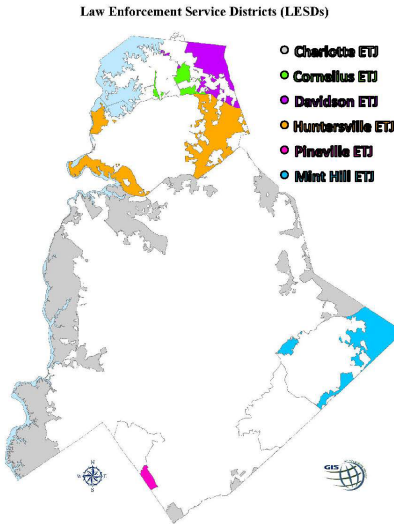 Law Enforcement Service Districts (LESDs)
Charlotte ETJ
Cornelius ETJ
Davidson ETJ
Huntersville ETJ
Pineville ETJ
Mint Hill ETJ
N
W E
S
GIS